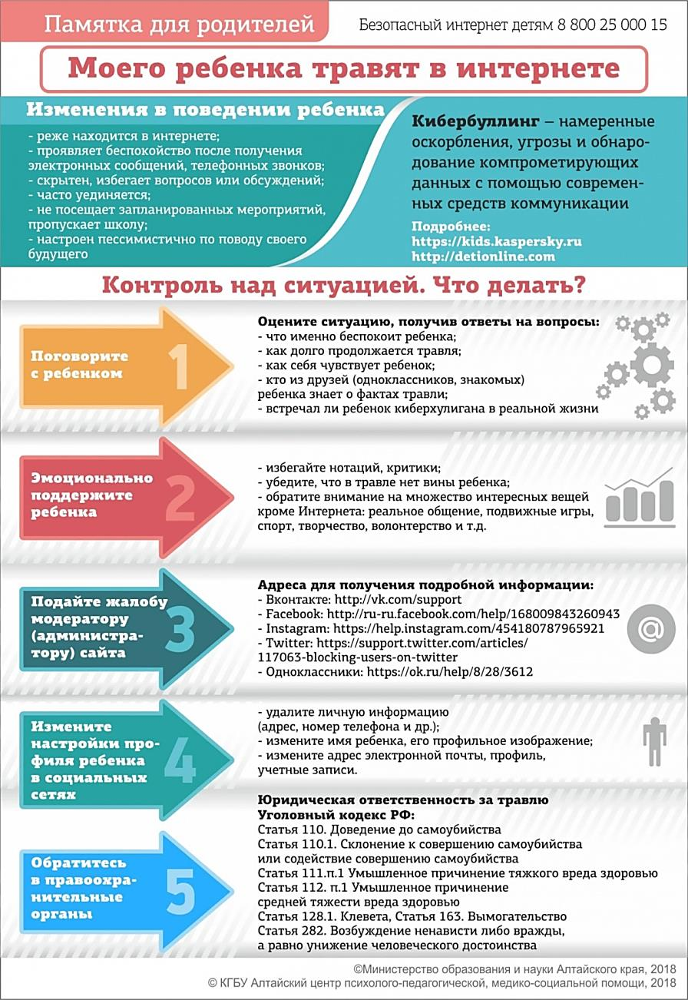 Памятка для родителей
Безопасный интернет детям 8 800 25 000 15
Моего ребенка травят в интернете
Изменения в поведении ребенка
- реже находится в интернете;
- проявляет беспокойство после получения
электронных сообщений, телефонных звонков;
- скрытен, избегает вопросов или обсуждений;
- часто уединяется;
- не посещает запланированных мероприятий,
пропускает школу;
- настроен пессимистично по поводу своего
будущего
Кибербуллинг – намеренные
оскорбления, угрозы и обнаро-
дование компрометирующих
данных с помощью современ-
ных средств коммуникации
Подробнее:
https://kids.kaspersky.ru
http://detionline.com
Контроль над ситуацией. Что делать?
Поговорите
с ребенком
1
Оцените ситуацию, получив ответы на вопросы:
- что именно беспокоит ребенка;
- как долго продолжается травля;
- как себя чувствует ребенок;
- кто из друзей (одноклассников, знакомых)
ребенка знает о фактах травли;
- встречал ли ребенок киберхулигана в реальной жизни
Эмоционально
поддержите
ребенка
2
- избегайте нотаций, критики;
- убедите, что в травле нет вины ребенка;
- обратите внимание на множество интересных вещей
кроме Интернета: реальное общение, подвижные игры,
спорт, творчество, волонтерство и т.д.
Подайте жалобу
модератору
(администра-
тору) сайта
3
Адреса для получения подробной информации:
- Вконтакте: http://vk.com/support
- Facebook: http://ru-ru.facebook.com/help/168009843260943
- Instagram: https://help.instagram.com/454180787965921
- Twitter: https://support.twitter.com/articles/
117063-blocking-users-on-twitter
- Одноклассники: https://ok.ru/help/8/28/3612
@
Измените
настройки про-
филя ребенка
в социальных
сетях
4
- удалите личную информацию
(адрес, номер телефона и др.);
- измените имя ребенка, его профильное изображение;
- измените адрес электронной почты, профиль,
учетные записи.
Обратитесь
в правоохра-
нительные
органы
5
Юридическая ответственность за травлю
Уголовный кодекс РФ:
Статья 110. Доведение до самоубийства
Статья 110.1. Склонение к совершению самоубийства
или содействие совершению самоубийства
Статья 111.п.1 Умышленное причинение тяжкого вреда здоровью
Статья 112. п.1 Умышленное причинение
средней тяжести вреда здоровью
Статья 128.1. Клевета, Статья 163. Вымогательство
Статья 282. Возбуждение ненависти либо вражды,
а равно унижение человеческого достоинства
©Министерство образования и науки Алтайского края, 2018
© КГБУ Алтайский центр психолого-педагогической, медико-социальной помощи, 2018